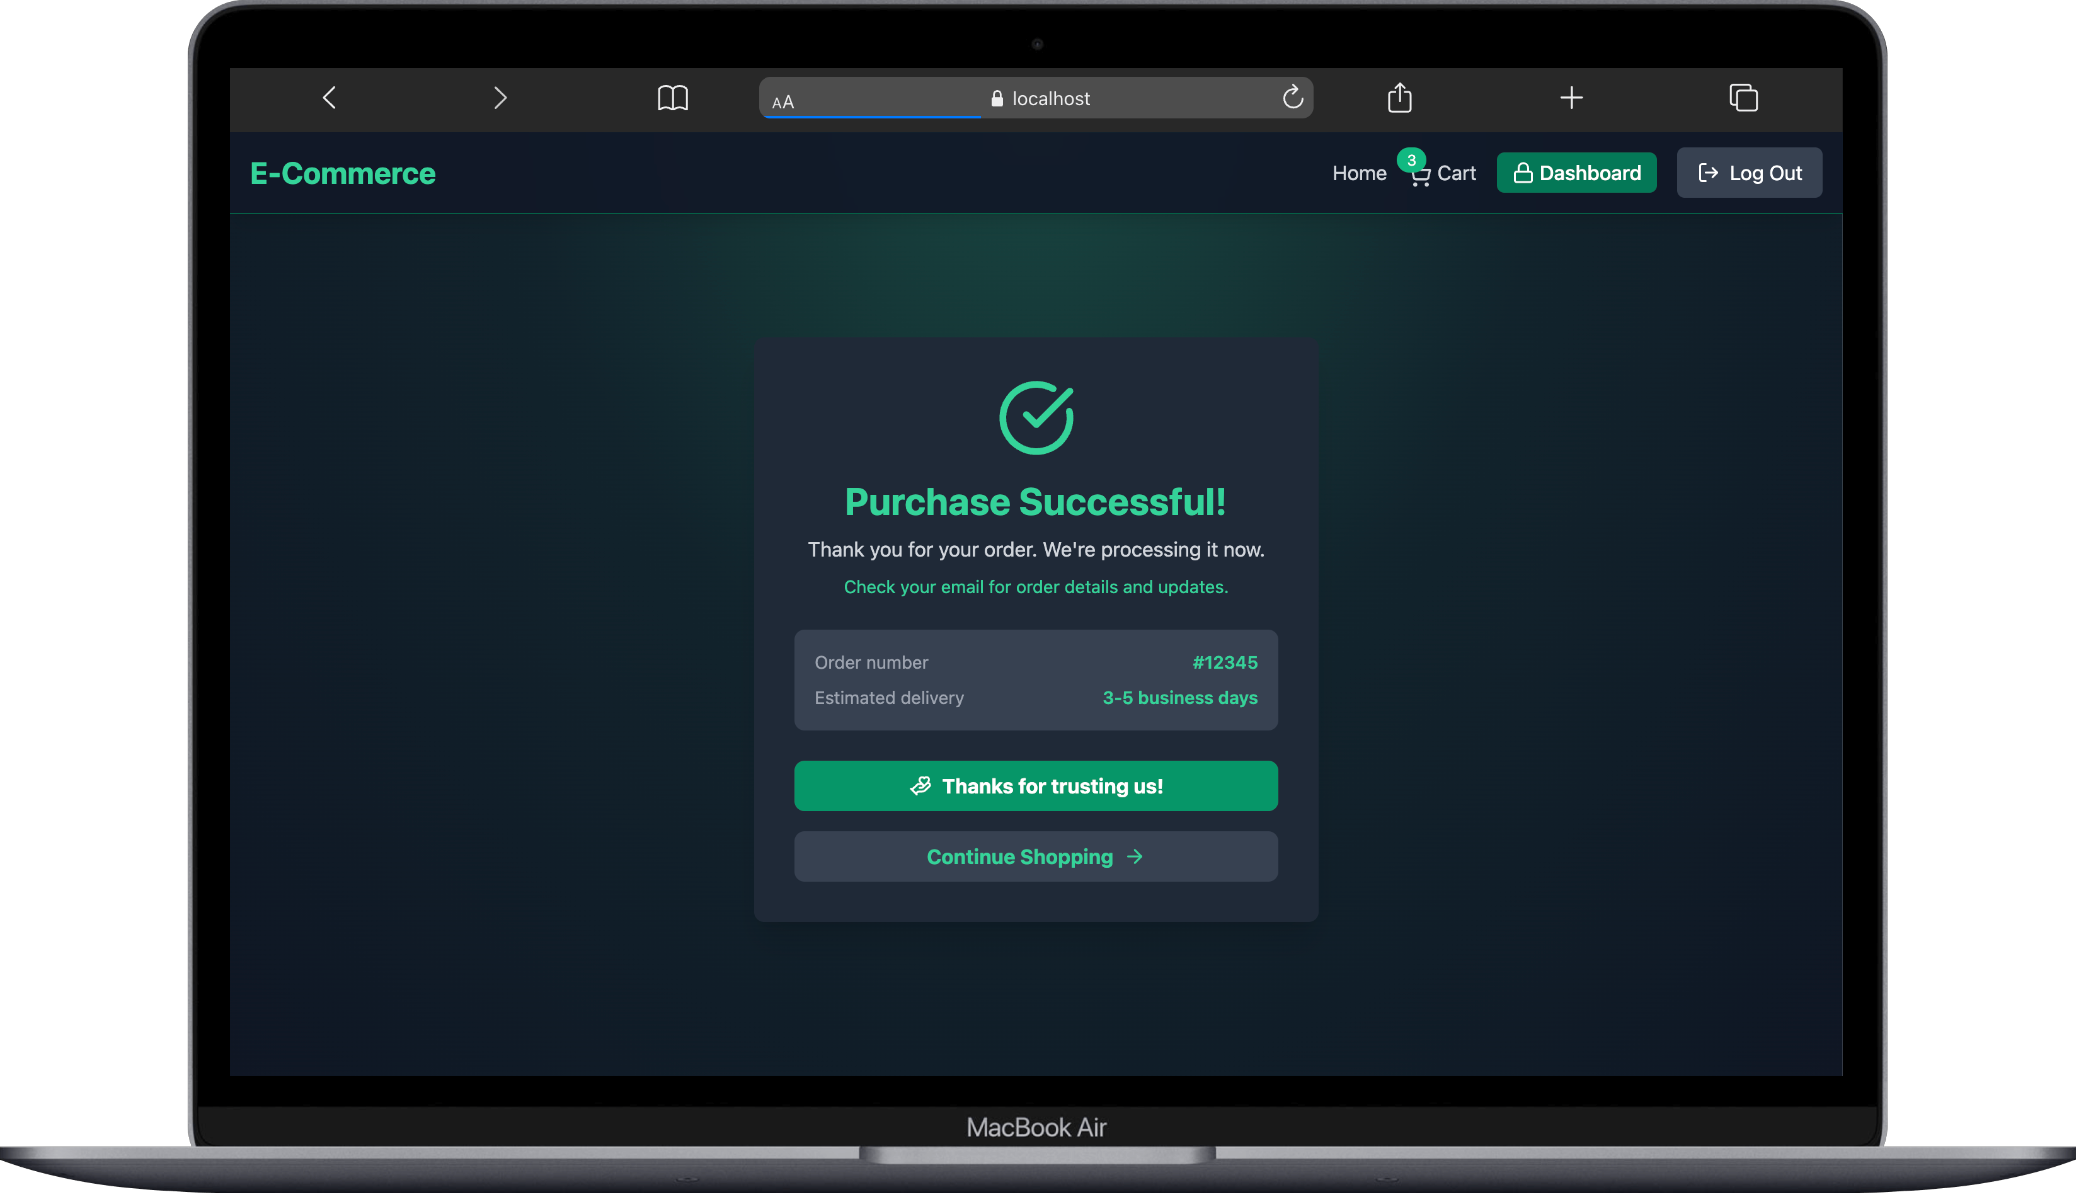 AA localhost
E-Commerce
Home 3 Cart Dashboard Log Out
Purchase Successful!
Thank you for your order. We're processing it now.
Check your email for order details and updates.
Order number #12345
Estimated delivery 3-5 business days
Thanks for trusting us!
Continue Shopping →
MacBook Air